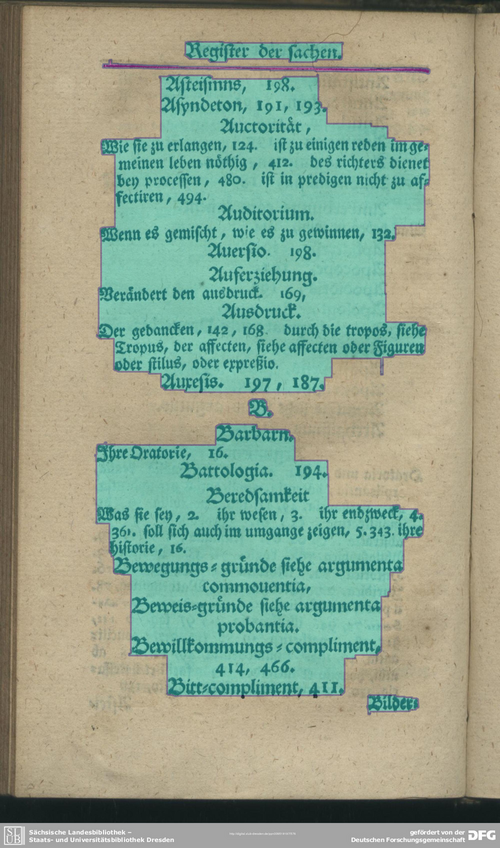 Register der sachen.
Asteismns, 198.
Asyndeton, 191, 193.
Auctorität,
Wie sie zu erlangen, 124. ist zu einigen reden im ge-
meinen leben nöthig, 412. des richters dienet
bey processen, 480. ist in predigen nicht zu af-
fectiren, 494.
Auditorium.
Wenn es gemischt, wie es zu gewinnen, 132.
Aversio. 198.
Auferziehung.
Verändert den ausdruck. 169,
Ausdruck.
Der gedancken, 142, 168. durch die tropos, siehe
Tropus, der affecten, siehe affecten oder Figuren
oder stilus, oder expreßio.
Auxesis. 197, 187.
B.
Barbarn.
Ihre Oratorie, 16.
Battologia. 194.
Beredsamkeit
Was sie sey, 2. ihr wesen, 3. ihr endzweck, 4.
361. soll sich auch im umgange zeigen, 5. 343. ihre
historie, 16.
Bewegungs-gründe siehe argumenta
commouentia,
Beweis-gründe siehe argumenta
probantia.
Bewillkommungs-compliment,
414, 466.
Bitt-compliment, 411.
Bilder-
Sächsische Landesbibliothek –
Staats- und Universitätsbibliothek Dresden
gefördert von der
Deutschen Forschungsgemeinschaft
DFG